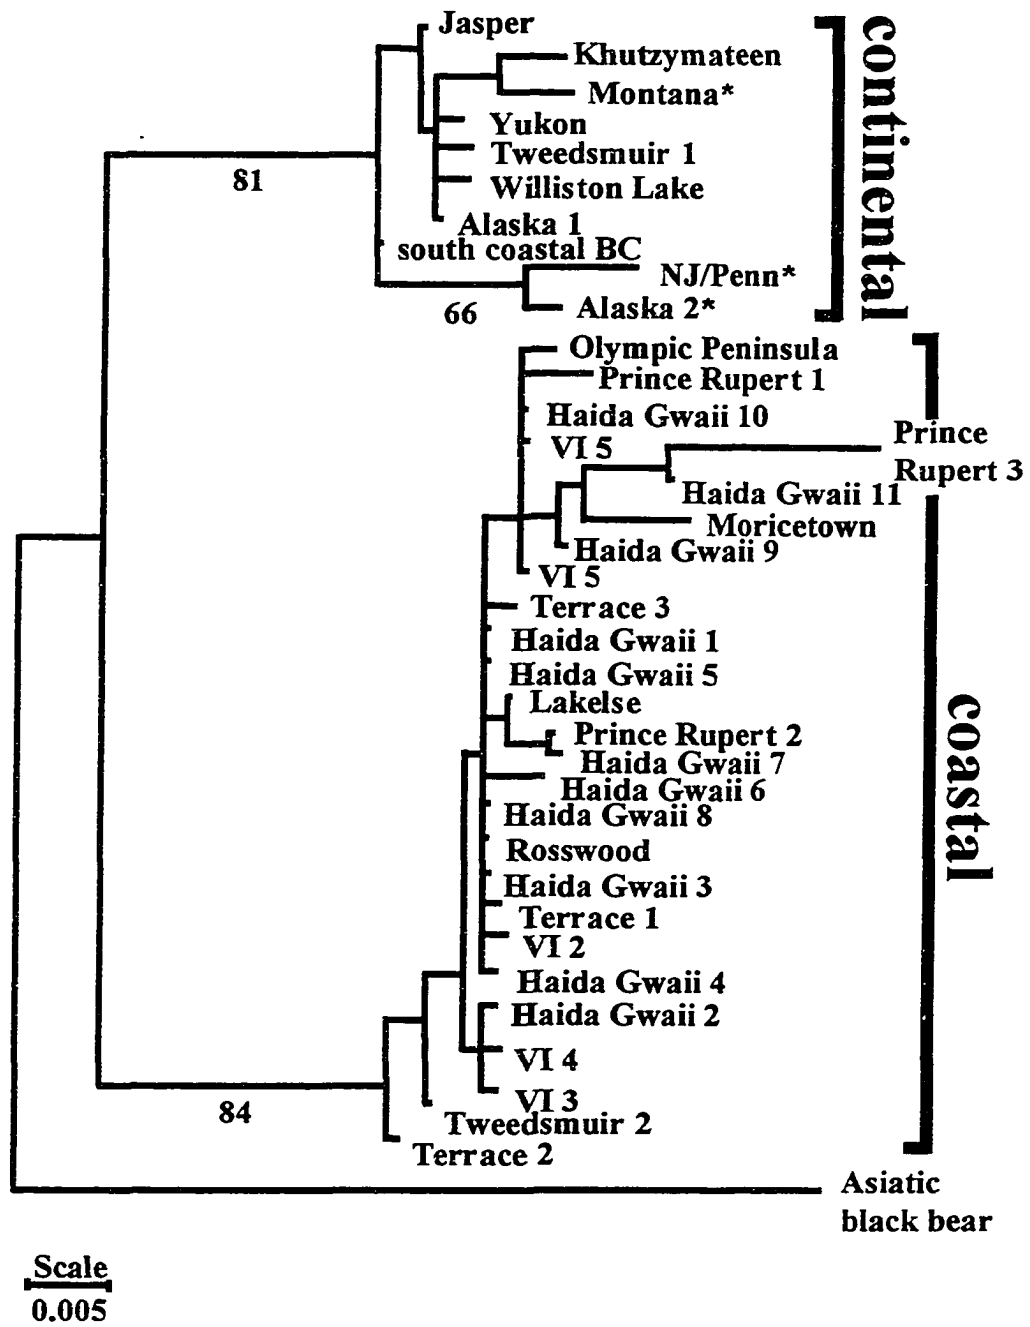 Jasper
Khutzymateen
Montana*
Yukon
Tweedsmuir 1
Williston Lake
Alaska 1
south coastal BC
NJ/Penn*
Alaska 2*
81
66
continental
Olympic Peninsula
Prince Rupert 1
Haida Gwaii 10
VI 5
Prince
Rupert 3
Haida Gwaii 11
Moricetown
Haida Gwaii 9
VI 5
Terrace 3
Haida Gwaii 1
Haida Gwaii 5
Lakelse
Prince Rupert 2
Haida Gwaii 7
Haida Gwaii 6
Haida Gwaii 8
Rosswood
Haida Gwaii 3
Terrace 1
VI 2
Haida Gwaii 4
Haida Gwaii 2
VI 4
VI 3
Tweedsmuir 2
Terrace 2
84
coastal
Asiatic
black bear
Scale
0.005